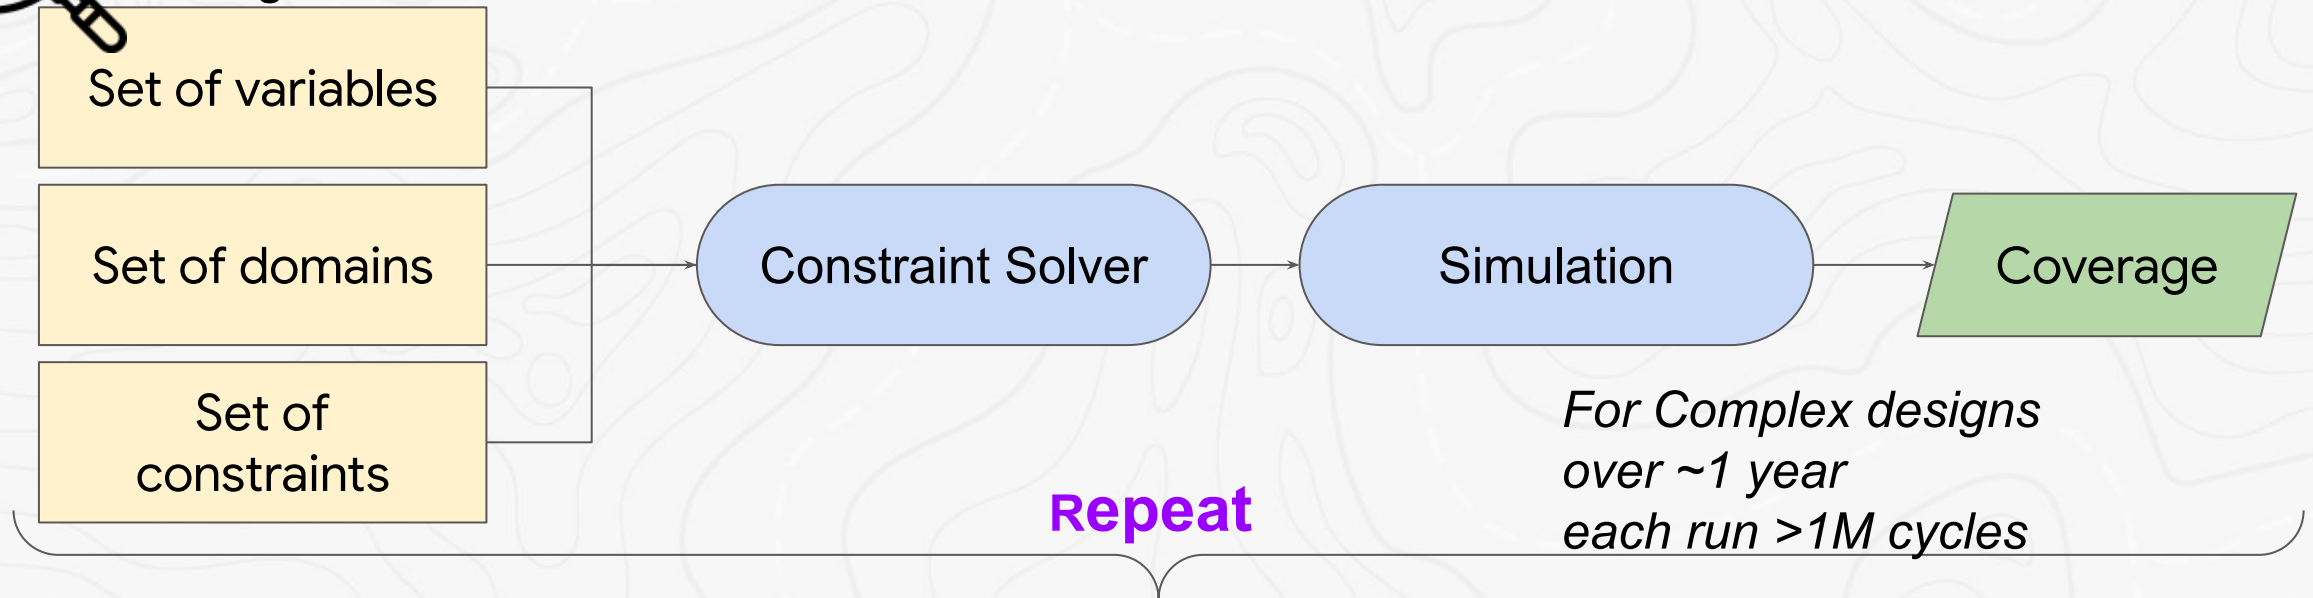 Set of variables
Set of domains
Set of
constraints
Constraint Solver
Simulation
Coverage
For Complex designs
over ~1 year
each run >1M cycles
Repeat